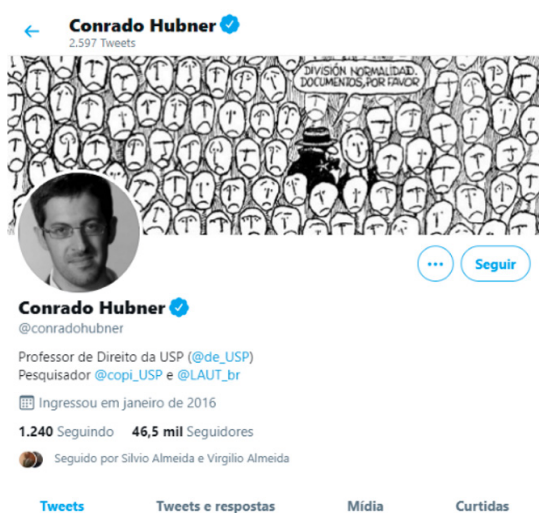 Conrado Hubner
2.597 Tweets
DIVISIÓN NORMALIDAD.
DOCUMENTOS, POR FAVOR
Seguir
Conrado Hubner
@conradohubner
Professor de Direito da USP (@de_USP)
Pesquisador @copi_USP e @LAUT_br
Ingressou em janeiro de 2016
1.240 Seguindo 46,5 mil Seguidores
Seguido por Silvio Almeida e Virgilio Almeida
Tweets Tweets e respostas Mídia Curtidas